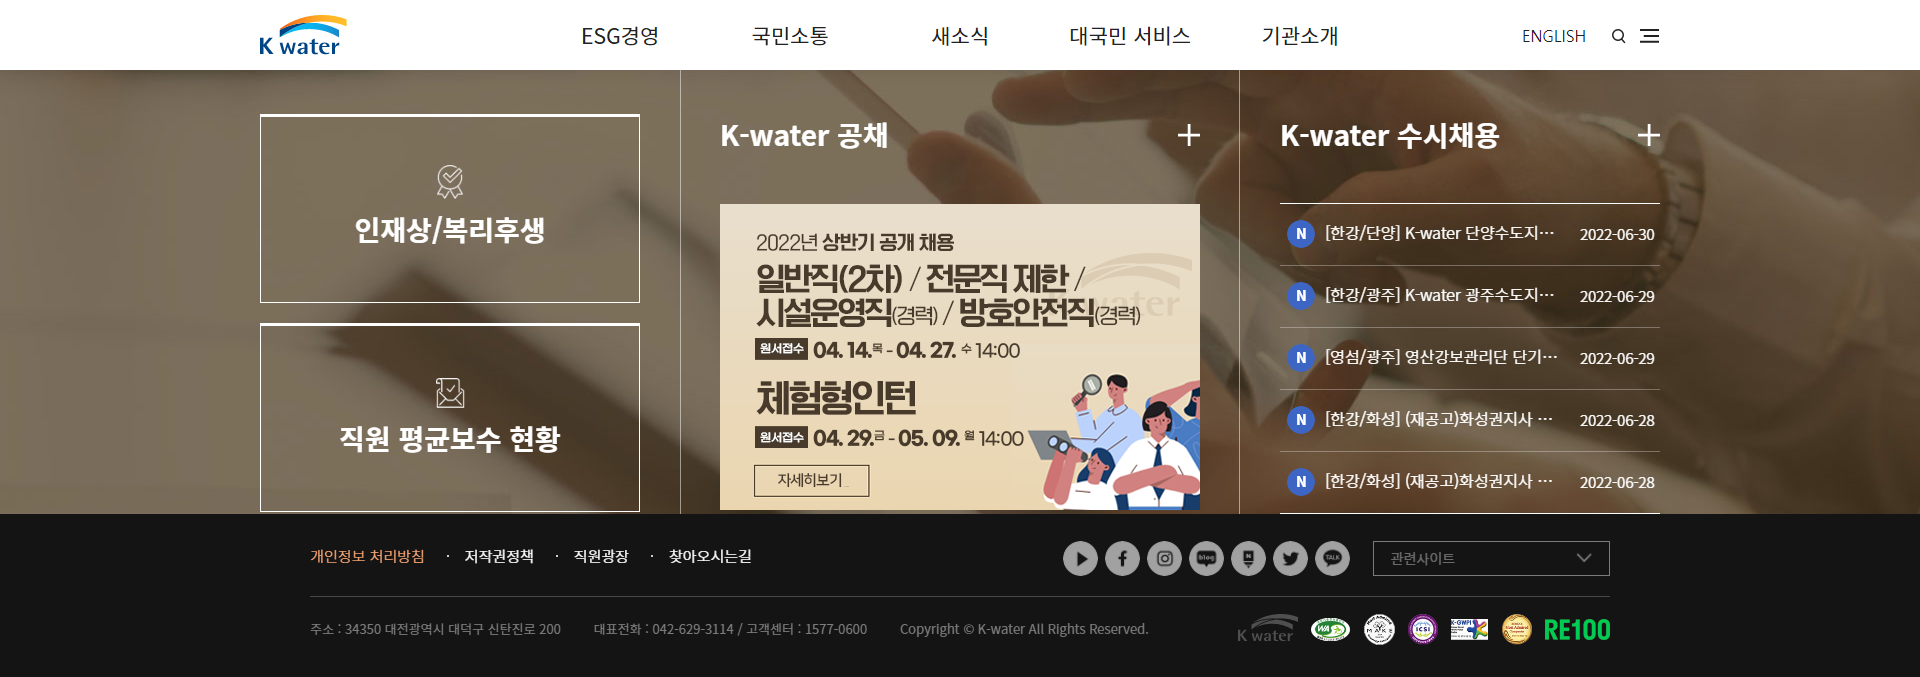 K water
ESG경영
국민소통
새소식
대국민 서비스
기관소개
ENGLISH
인재상/복리후생
직원 평균보수 현황
K-water 공채
2022년 상반기 공개 채용
일반직(2차) / 전문직 제한 /
시설운영직(경력) / 방호안전직(경력)
원서접수 04. 14.목 - 04. 27. 수 14:00
체험형인턴
원서접수 04. 29.금 - 05. 09. 월 14:00
자세히보기
K-water 수시채용
N [한강/단양] K-water 단양수도지··· 2022-06-30
N [한강/광주] K-water 광주수도지··· 2022-06-29
N [영섬/광주] 영산강보관리단 단기··· 2022-06-29
N [한강/화성] (재공고)화성권지사 ··· 2022-06-28
N [한강/화성] (재공고)화성권지사 ··· 2022-06-28
개인정보 처리방침 · 저작권정책 · 직원광장 · 찾아오시는길
blog
N
TALK
관련사이트
주소 : 34350 대전광역시 대덕구 신탄진로 200
대표전화 : 042-629-3114 / 고객센터 : 1577-0600
Copyright © K-water All Rights Reserved.
K water
WA
MAKE
ICSI
K-GWPI
RE100